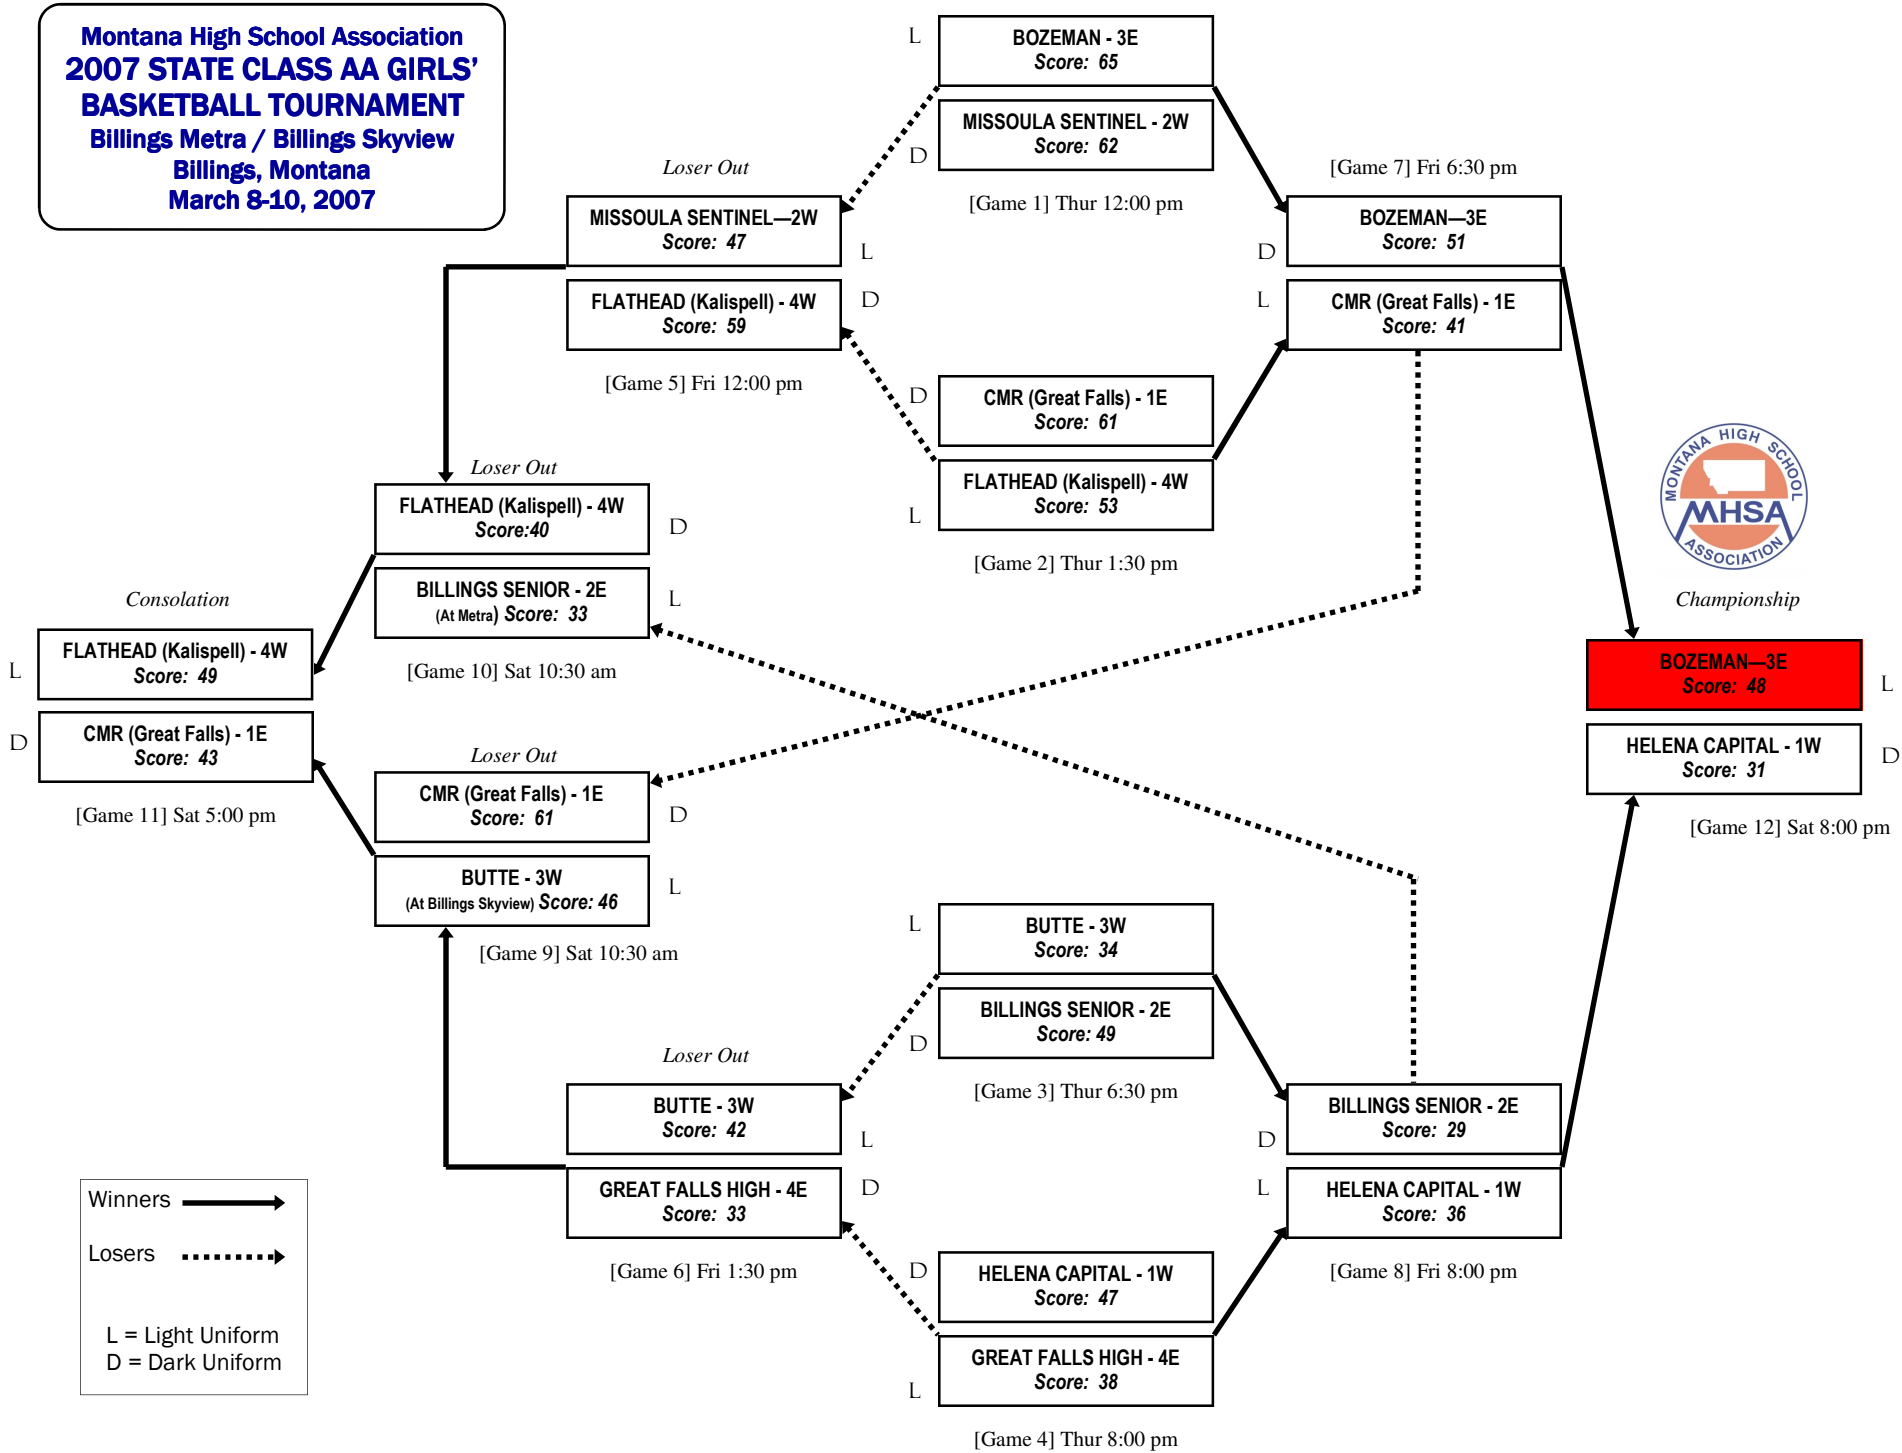 Montana High School Association
2007 STATE CLASS AA GIRLS'
BASKETBALL TOURNAMENT
Billings Metra / Billings Skyview
Billings, Montana
March 8-10, 2007
L
BOZEMAN - 3E
Score: 65
MISSOULA SENTINEL - 2W
Score: 62
D
[Game 1] Thur 12:00 pm
Loser Out
MISSOULA SENTINEL—2W
Score: 47
L
FLATHEAD (Kalispell) - 4W
Score: 59
D
[Game 5] Fri 12:00 pm
[Game 7] Fri 6:30 pm
BOZEMAN—3E
Score: 51
D
L
CMR (Great Falls) - 1E
Score: 41
D
CMR (Great Falls) - 1E
Score: 61
FLATHEAD (Kalispell) - 4W
Score: 53
L
[Game 2] Thur 1:30 pm
Loser Out
FLATHEAD (Kalispell) - 4W
Score:40
D
BILLINGS SENIOR - 2E
(At Metra) Score: 33
L
[Game 10] Sat 10:30 am
MONTANA HIGH SCHOOL
MHSA
ASSOCIATION
Championship
BOZEMAN—3E
Score: 48
L
HELENA CAPITAL - 1W
Score: 31
D
[Game 12] Sat 8:00 pm
Consolation
FLATHEAD (Kalispell) - 4W
Score: 49
L
D
CMR (Great Falls) - 1E
Score: 43
[Game 11] Sat 5:00 pm
Loser Out
CMR (Great Falls) - 1E
Score: 61
D
BUTTE - 3W
(At Billings Skyview) Score: 46
L
[Game 9] Sat 10:30 am
L
BUTTE - 3W
Score: 34
BILLINGS SENIOR - 2E
Score: 49
D
[Game 3] Thur 6:30 pm
Loser Out
BUTTE - 3W
Score: 42
L
GREAT FALLS HIGH - 4E
Score: 33
D
[Game 6] Fri 1:30 pm
BILLINGS SENIOR - 2E
Score: 29
D
L
HELENA CAPITAL - 1W
Score: 36
[Game 8] Fri 8:00 pm
D
HELENA CAPITAL - 1W
Score: 47
GREAT FALLS HIGH - 4E
Score: 38
L
[Game 4] Thur 8:00 pm
Winners
Losers
L = Light Uniform
D = Dark Uniform